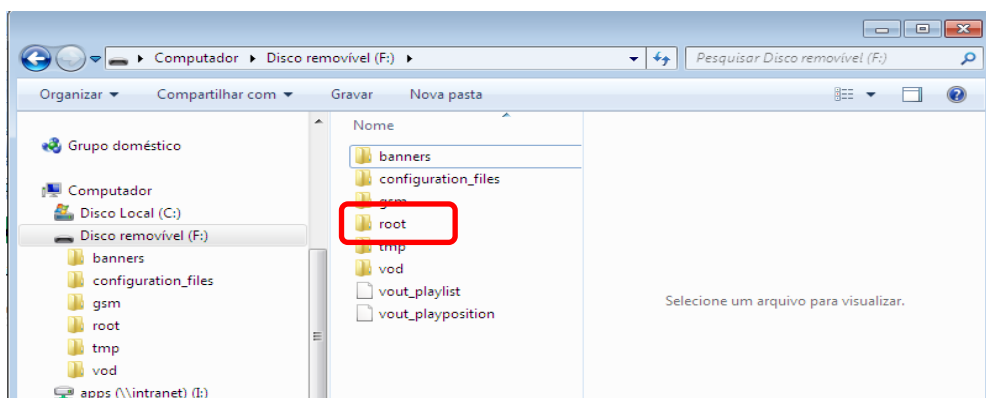 Computador Disco removível (F:)
Pesquisar Disco removível (F:)
Organizar Compartilhar com Gravar Nova pasta
Grupo doméstico
Computador
Disco Local (C:)
Disco removível (F:)
banners
configuration_files
gsm
root
tmp
vod
apps (\\intranet) (I:)
Nome
banners
configuration_files
gsm
root
tmp
vod
vout_playlist
vout_playposition
Selecione um arquivo para visualizar.